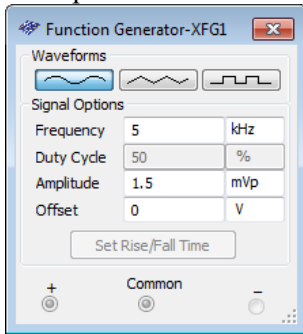 Function Generator-XFG1
Waveforms
Signal Options
Frequency 5 kHz
Duty Cycle 50 %
Amplitude 1.5 mVp
Offset 0 V
Set Rise/Fall Time
+ Common −